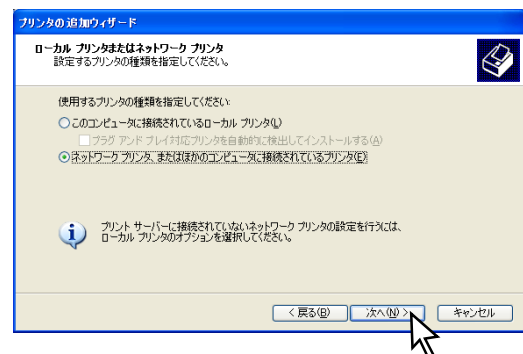 プリンタの追加ウィザード
ローカル プリンタまたはネットワーク プリンタ
設定するプリンタの種類を指定してください。
使用するプリンタの種類を指定してください:
このコンピュータに接続されているローカル プリンタ(L)
プラグ アンド プレイ対応プリンタを自動的に検出してインストールする(A)
ネットワーク プリンタ、またはほかのコンピュータに接続されているプリンタ(E)
プリント サーバーに接続されていないネットワーク プリンタの設定を行うには、
ローカル プリンタのオプションを選択してください。
< 戻る(B) 次へ(N) > キャンセル